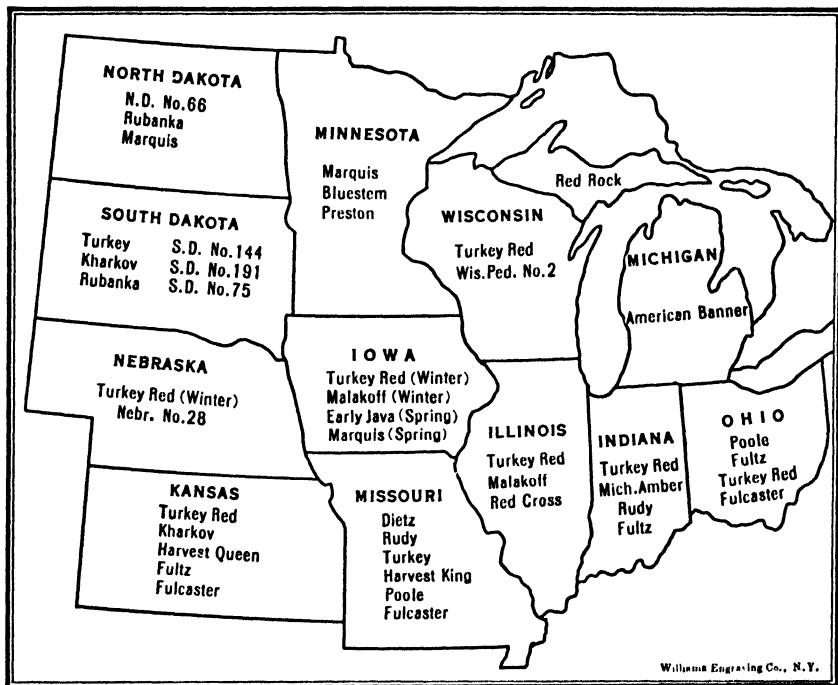 NORTH DAKOTA
N.D. No.66
Rubanka
Marquis
MINNESOTA
Marquis
Bluestem
Preston
SOUTH DAKOTA
Turkey S.D. No.144
Kharkov S.D. No.191
Rubanka S.D. No.75
WISCONSIN
Turkey Red
Wis.Ped. No.2
Red Rock
MICHIGAN
American Banner
NEBRASKA
Turkey Red (Winter)
Nebr. No.28
IOWA
Turkey Red (Winter)
Malakoff (Winter)
Early Java (Spring)
Marquis (Spring)
ILLINOIS
Turkey Red
Malakoff
Red Cross
INDIANA
Turkey Red
Mich.Amber
Rudy
Fultz
OHIO
Poole
Fultz
Turkey Red
Fulcaster
KANSAS
Turkey Red
Kharkov
Harvest Queen
Fultz
Fulcaster
MISSOURI
Dietz
Rudy
Turkey
Harvest King
Poole
Fulcaster
Williams Engraving Co., N.Y.